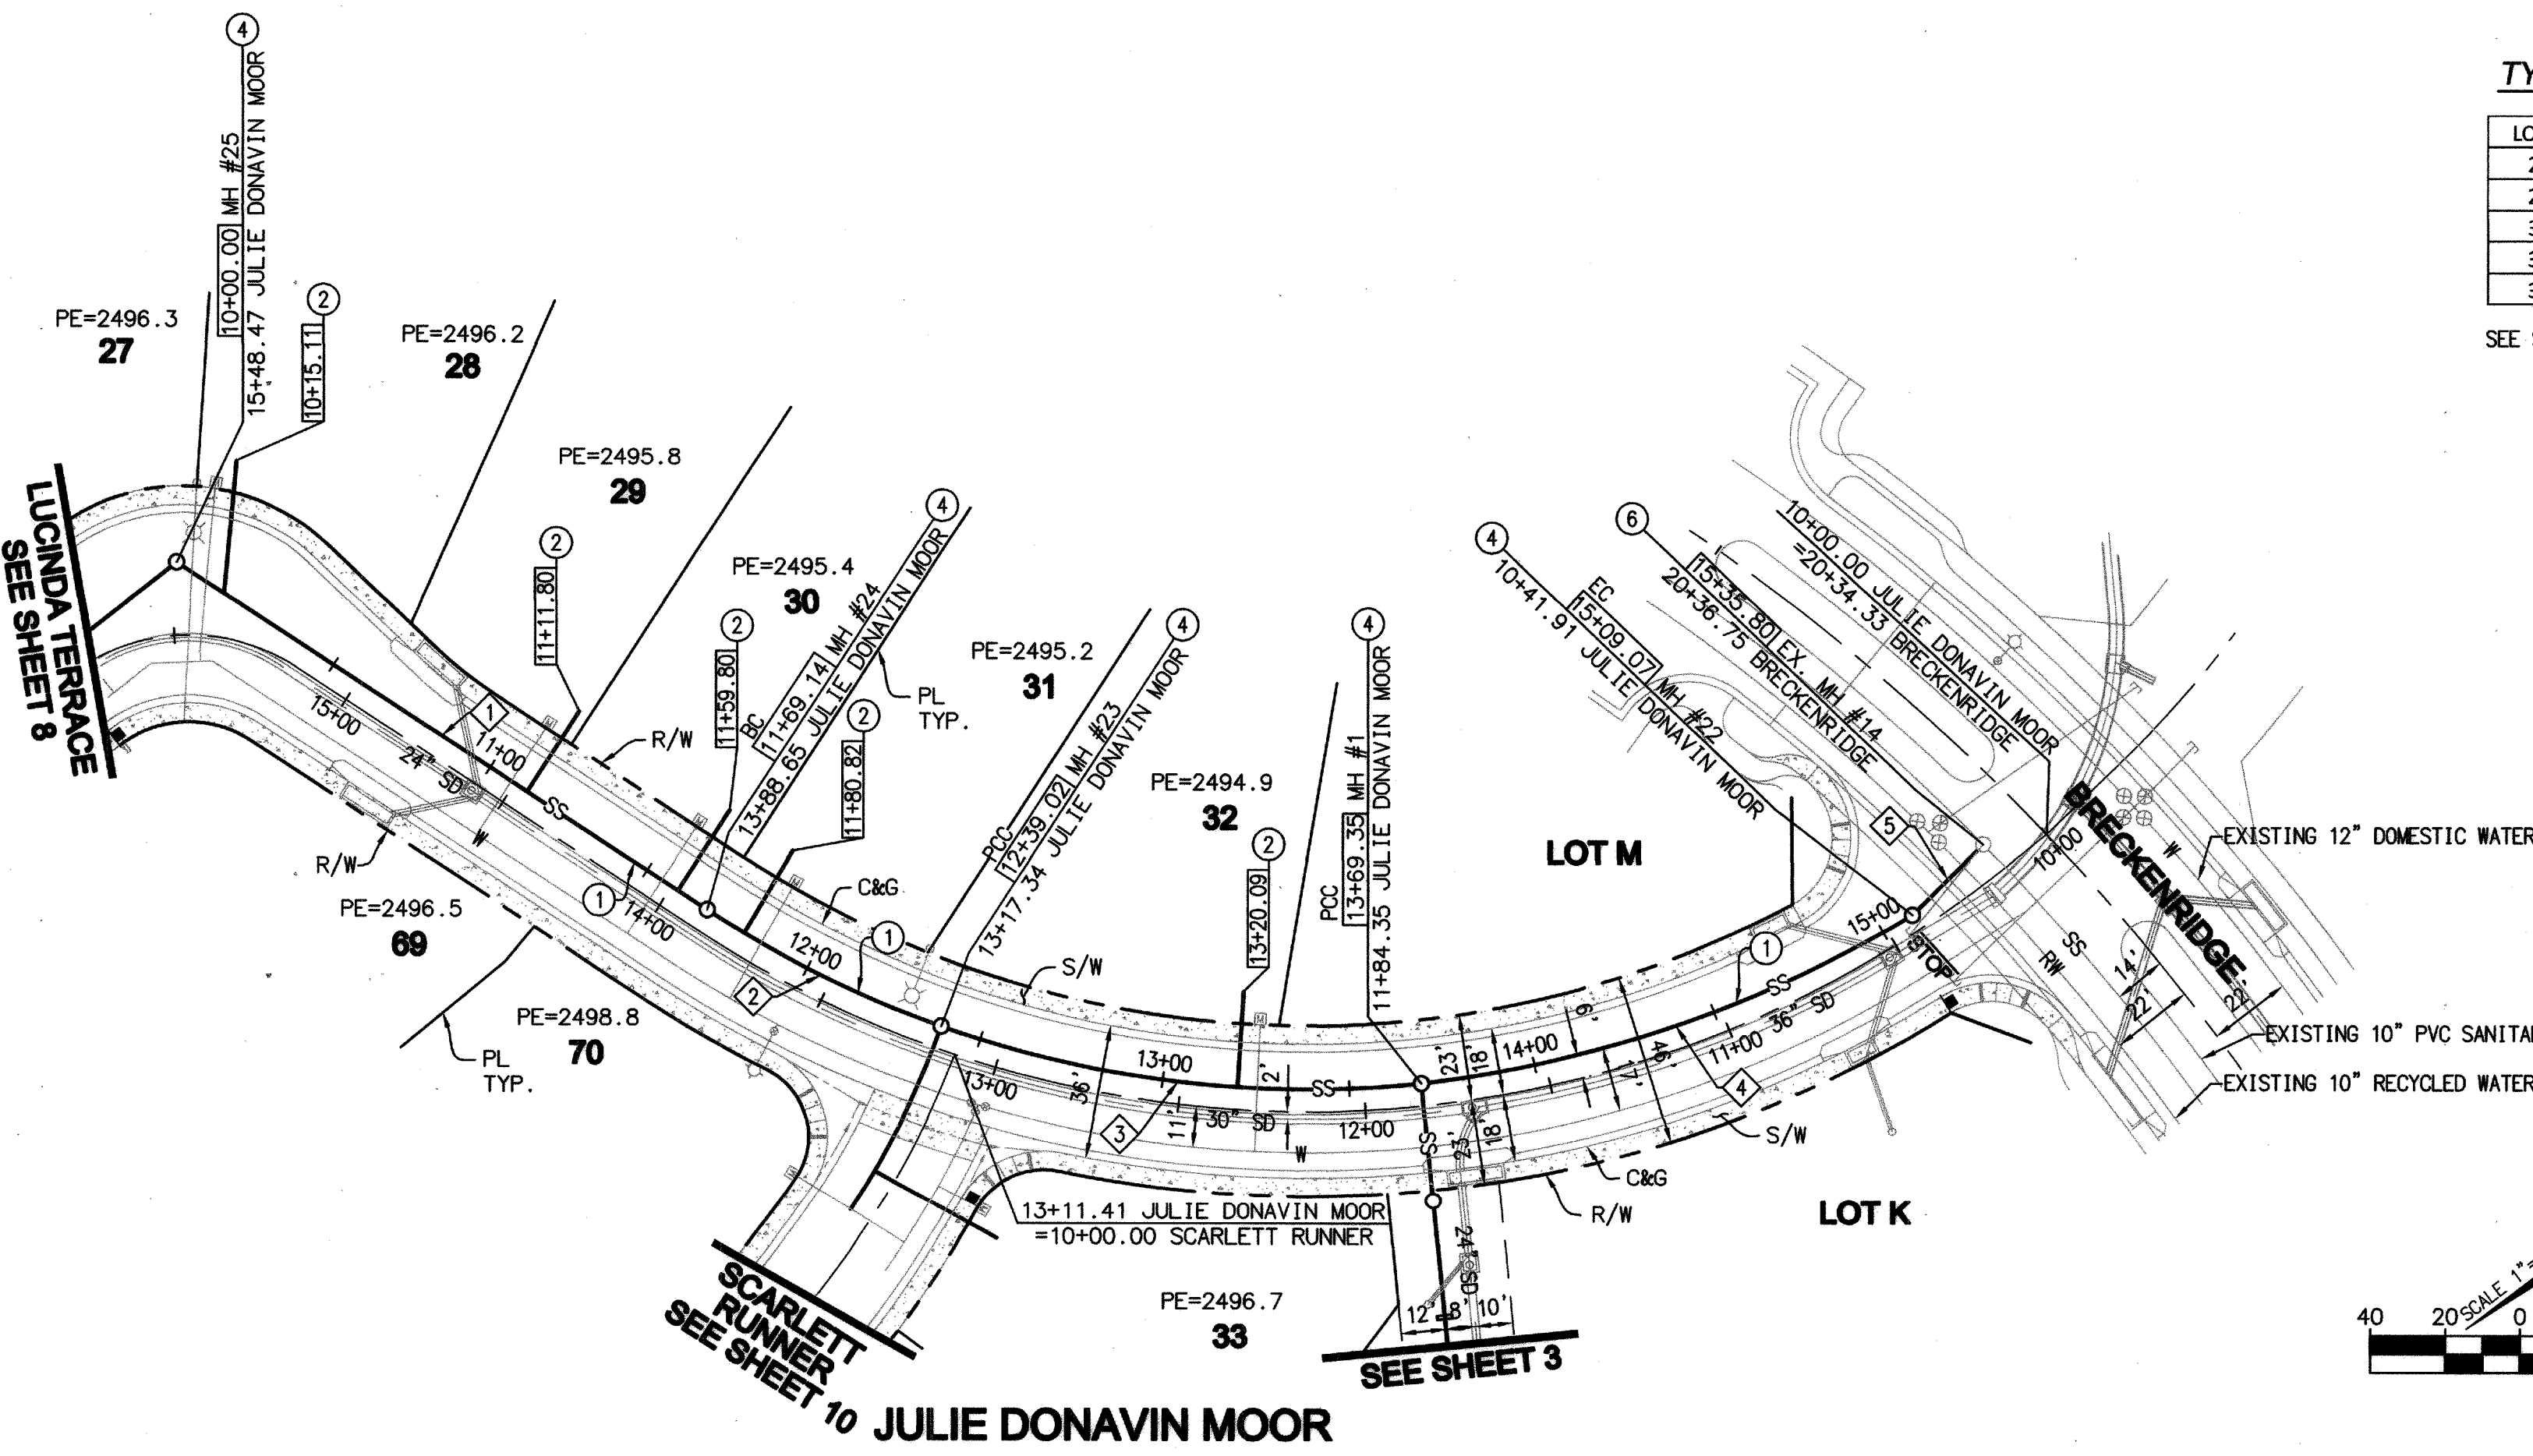 4
10+00.00 MH #25
15+48.47 JULIE DONAVIN MOOR
2
10+15.11
PE=2496.3
27
PE=2496.2
28
PE=2495.8
29
2
11+11.80
PE=2495.4
30
2
11+59.80
4
BC
11+69.14 MH #24
13+88.65 JULIE DONAVIN MOOR
2
11+80.82
PL
TYP.
PE=2495.2
31
4
PCC
12+39.02 MH #23
13+17.34 JULIE DONAVIN MOOR
PE=2494.9
32
2
13+20.09
4
PCC
13+69.35 MH #1
11+84.35 JULIE DONAVIN MOOR
4
EC
15+09.07 MH #22
10+41.91 JULIE DONAVIN MOOR
6
15+35.80 EX. MH #14
20+36.75 BRECKENRIDGE
10+00.00 JULIE DONAVIN MOOR
=20+34.33 BRECKENRIDGE
LOT M
5
BRECKENRIDGE
10+00
W
EXISTING 12" DOMESTIC WATER
SS
RW
14'
22'
22'
EXISTING 10" PVC SANITA
EXISTING 10" RECYCLED WATER
LUCINDA TERRACE
SEE SHEET 8
15+00
1
11+00
24" SD
SS
W
R/W
R/W
1
14+00
12+00
2
1
C&G
PE=2496.5
69
PE=2498.8
70
PL
TYP.
S/W
13+00
13+00
36'
3
11'
30" SD
2'
SS
W
12+00
SS
23'
18'
14+00
6'
46'
7'
23'
18'
11+00
36" SD
SS
1
15+00
STOP
4
S/W
C&G
R/W
LOT K
13+11.41 JULIE DONAVIN MOOR
=10+00.00 SCARLETT RUNNER
PE=2496.7
33
24" SD
12'
8'
10'
SEE SHEET 3
SCARLETT
RUNNER
SEE SHEET 10
JULIE DONAVIN MOOR
TY
LO
SEE
SCALE 1"=
40 20 0